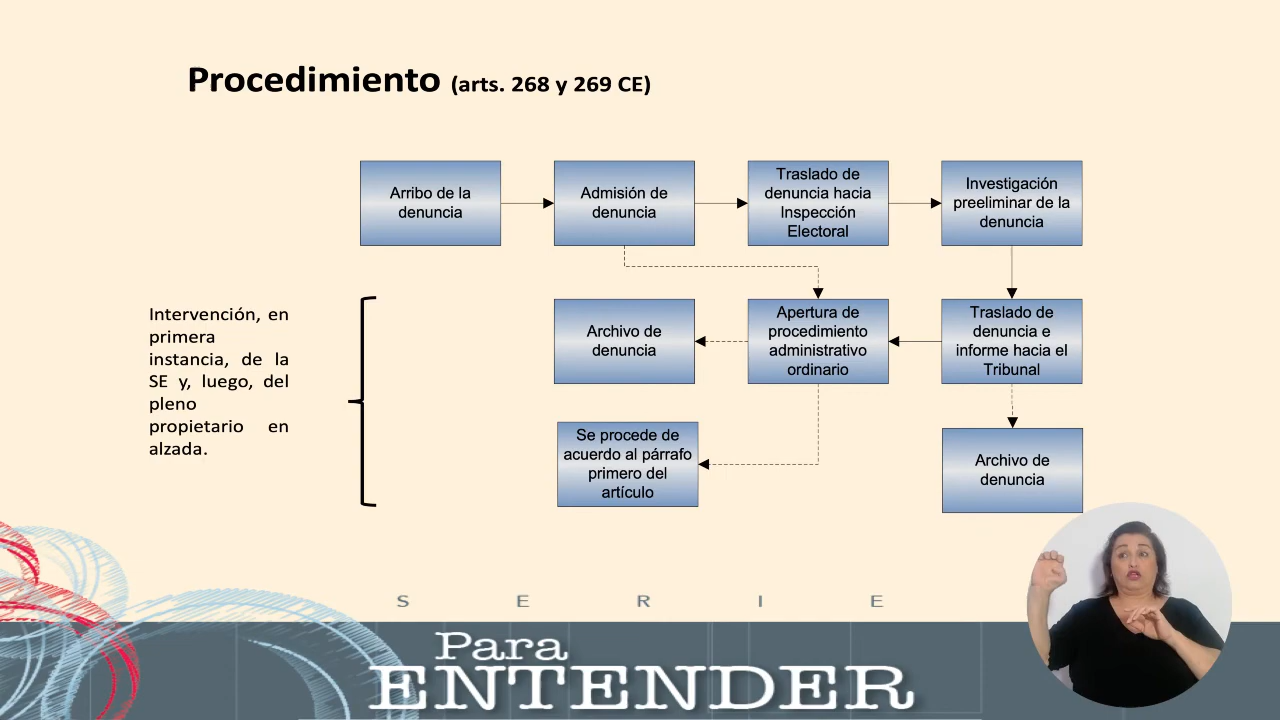 Procedimiento (arts. 268 y 269 CE)
Arribo de la
denuncia
Admisión de
denuncia
Traslado de
denuncia hacia
Inspección
Electoral
Investigación
preeliminar de la
denuncia
Intervención, en
primera
instancia, de la
SE y, luego, del
pleno
propietario en
alzada.
Archivo de
denuncia
Apertura de
procedimiento
administrativo
ordinario
Traslado de
denuncia e
informe hacia el
Tribunal
Se procede de
acuerdo al párrafo
primero del
artículo
Archivo de
denuncia
S E R I E
Para
ENTENDER